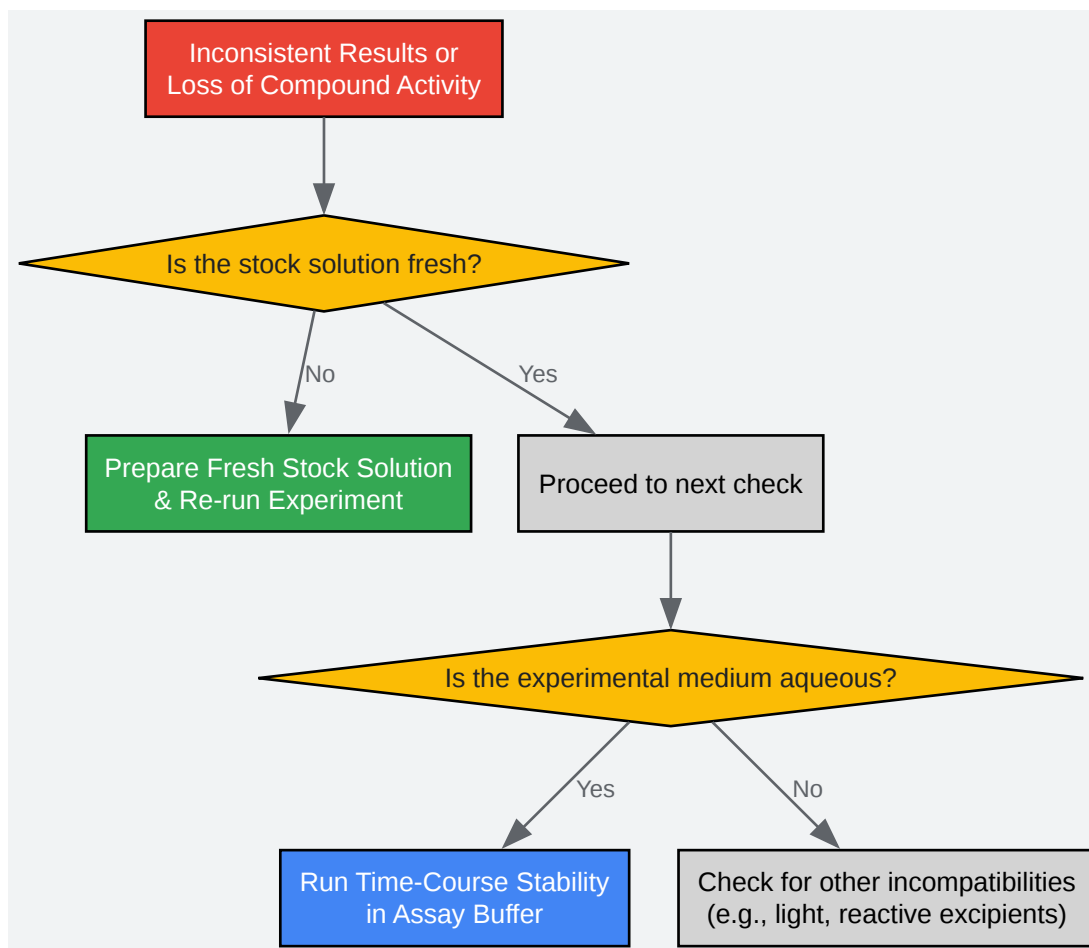 Inconsistent Results or
Loss of Compound Activity
Is the stock solution fresh?
No
Yes
Prepare Fresh Stock Solution
& Re-run Experiment
Proceed to next check
Is the experimental medium aqueous?
Yes
No
Run Time-Course Stability
in Assay Buffer
Check for other incompatibilities
(e.g., light, reactive excipients)